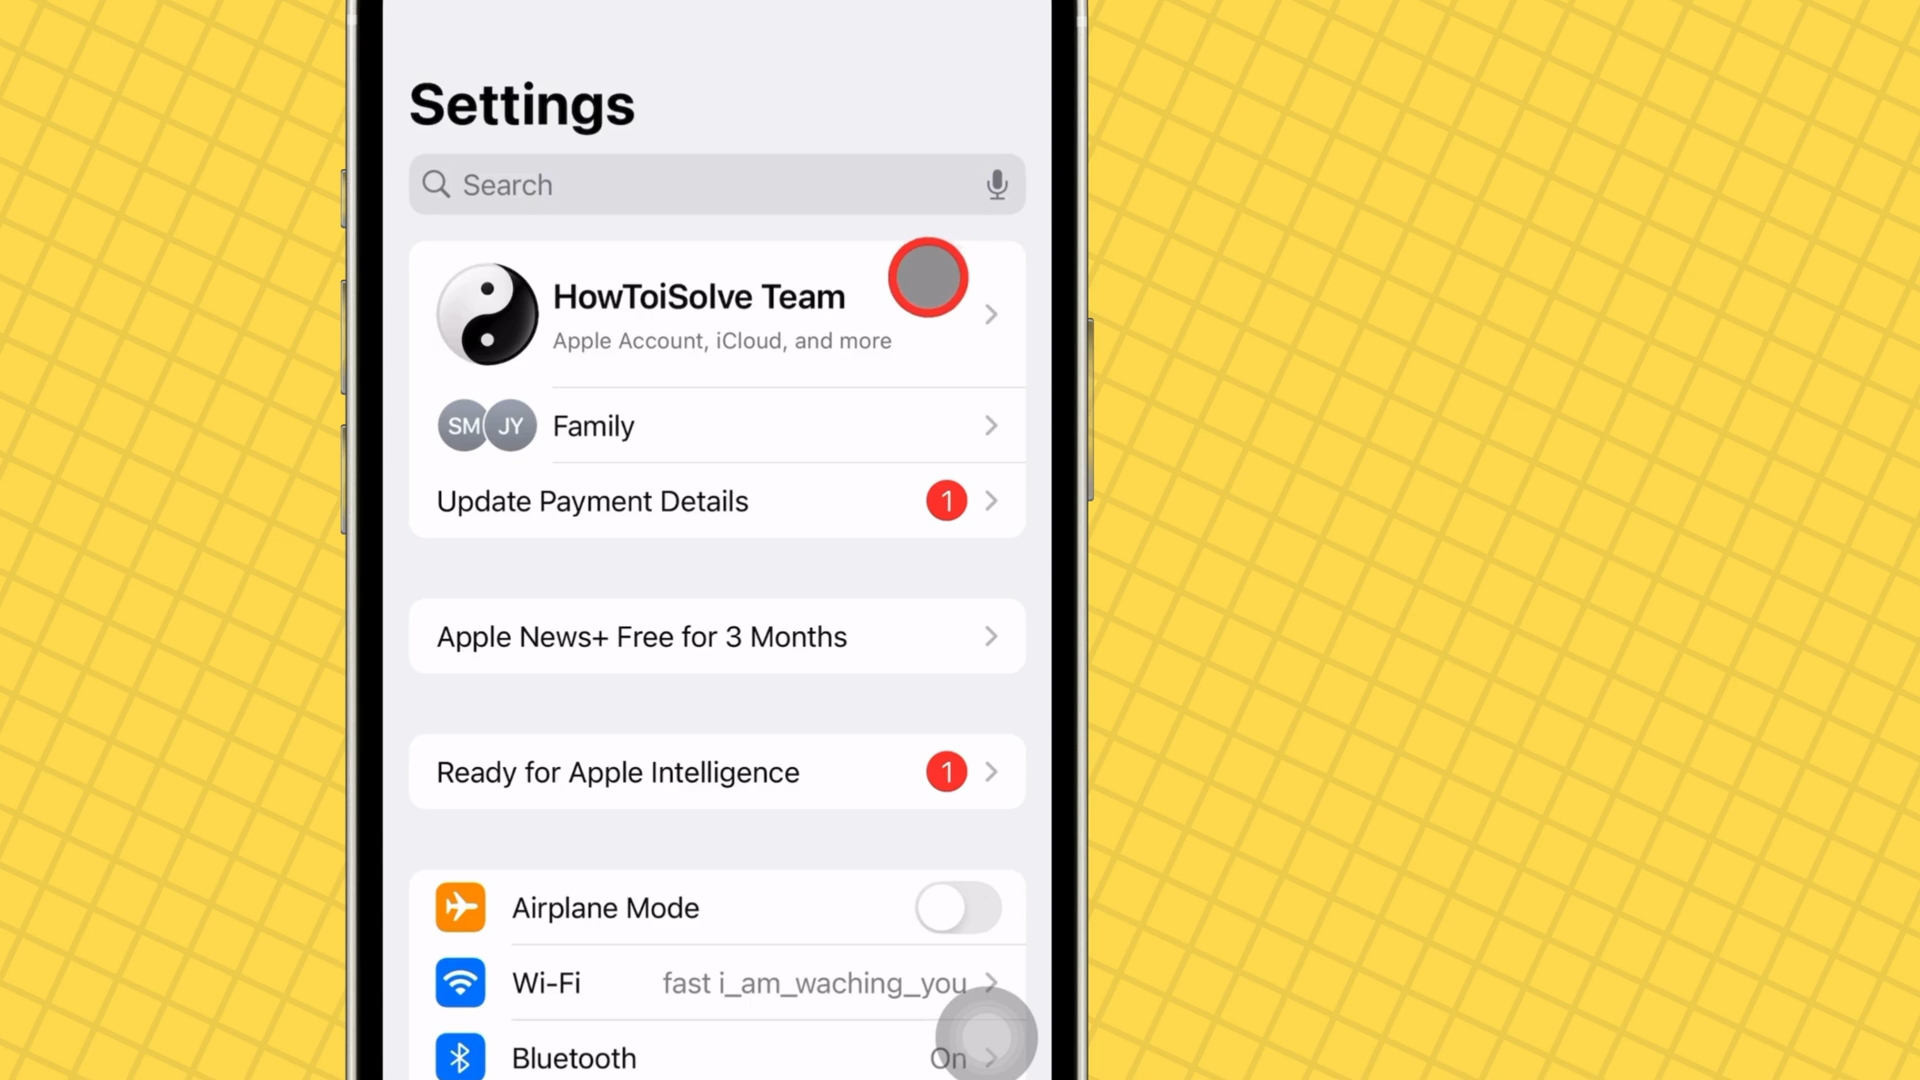 Settings
Search
HowToiSolve Team
Apple Account, iCloud, and more
SM JY Family
Update Payment Details 1
Apple News+ Free for 3 Months
Ready for Apple Intelligence 1
Airplane Mode
Wi-Fi fast i_am_waching_you
Bluetooth On